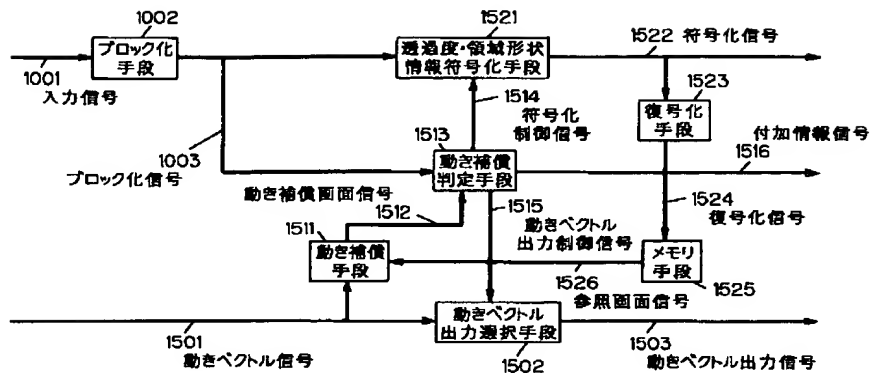 1002
ブロック化
手段
1001
入力信号
1521
透過度・領域形状
情報符号化手段
1522 符号化信号
1523
復号化
手段
1514
符号化
制御信号
1513
動き補償
判定手段
付加情報信号
1516
1003
ブロック化信号
動き補償画面信号
1512
1515
1511
動き補償
手段
動きベクトル
出力制御信号
1524
復号化信号
メモリ
手段
1525
1526
参照画面信号
1501
動きベクトル信号
動きベクトル
出力選択手段
1502
1503
動きベクトル出力信号